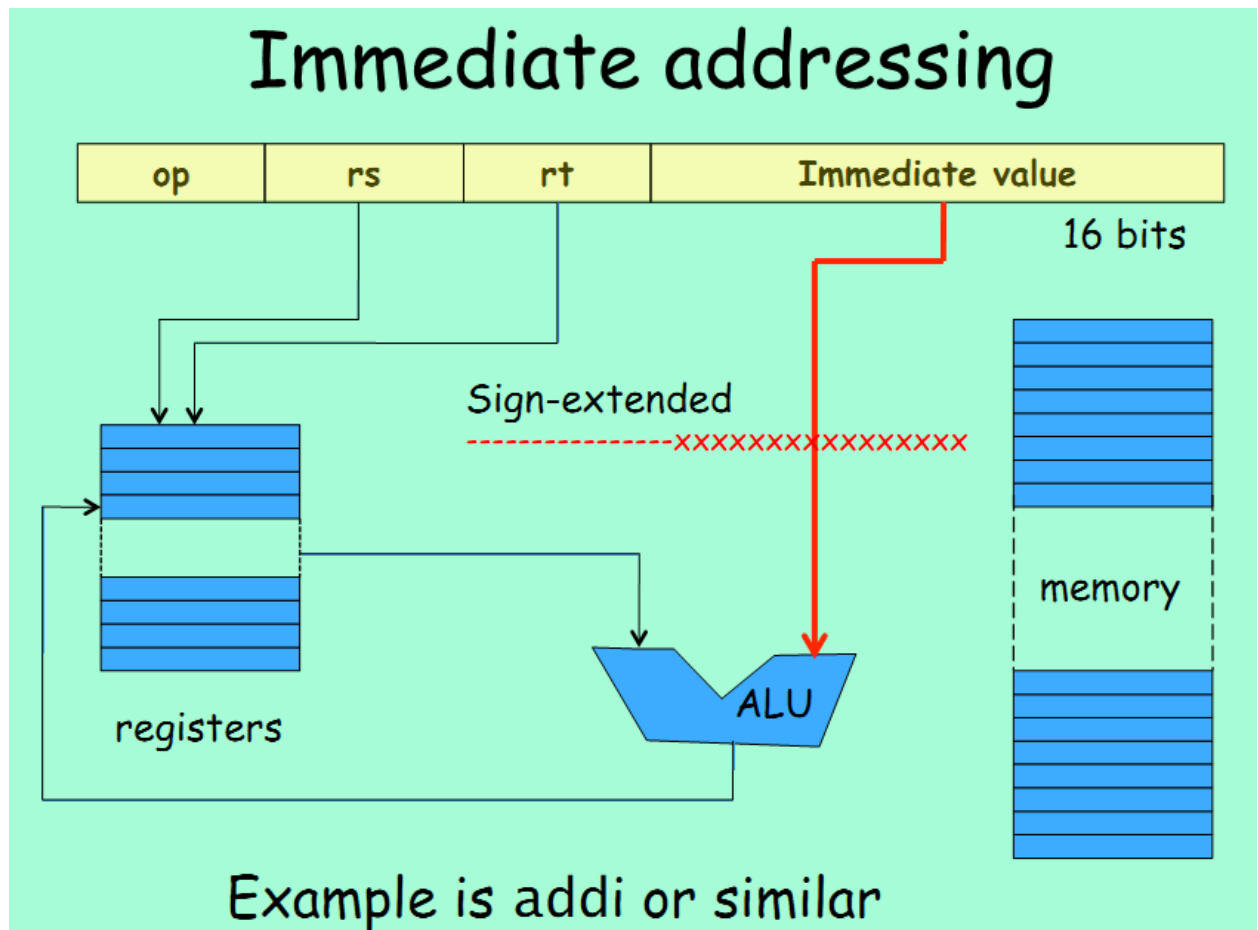 Immediate addressing
op rs rt Immediate value
16 bits
Sign-extended
----------------xxxxxxxxxxxxxxxx
memory
ALU
registers
Example is addi or similar